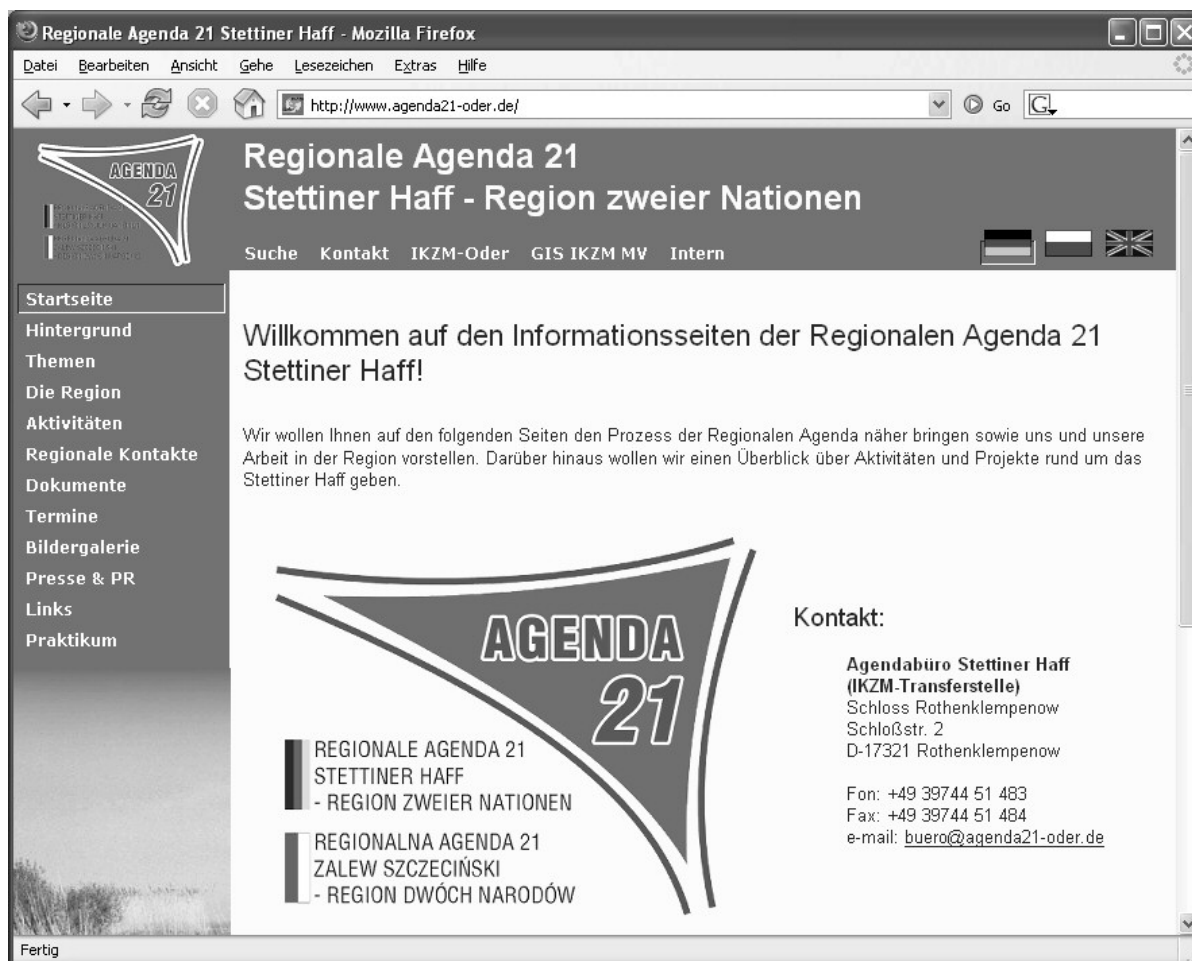 Regionale Agenda 21 Stettiner Haff - Mozilla Firefox
Datei Bearbeiten Ansicht Gehe Lesezeichen Extras Hilfe
http://www.agenda21-oder.de/ Go G
AGENDA
21
Regionale Agenda 21
Stettiner Haff - Region zweier Nationen
Suche Kontakt IKZM-Oder GIS IKZM MV Intern
Startseite
Hintergrund
Themen
Die Region
Aktivitäten
Regionale Kontakte
Dokumente
Termine
Bildergalerie
Presse & PR
Links
Praktikum
Willkommen auf den Informationsseiten der Regionalen Agenda 21
Stettiner Haff!
Wir wollen Ihnen auf den folgenden Seiten den Prozess der Regionalen Agenda näher bringen sowie uns und unsere
Arbeit in der Region vorstellen. Darüber hinaus wollen wir einen Überblick über Aktivitäten und Projekte rund um das
Stettiner Haff geben.
AGENDA
21
REGIONALE AGENDA 21
STETTINER HAFF
- REGION ZWEIER NATIONEN
REGIONALNA AGENDA 21
ZALEW SZCZECIŃSKI
- REGION DWÓCH NARODÓW
Kontakt:
Agendabüro Stettiner Haff
(IKZM-Transferstelle)
Schloss Rothenklempenow
Schloßstr. 2
D-17321 Rothenklempenow
Fon: +49 39744 51 483
Fax: +49 39744 51 484
e-mail: buero@agenda21-oder.de
Fertig